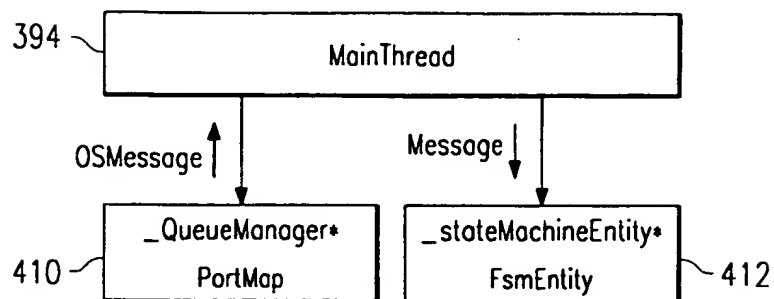 394
MainThread
OSMessage
Message
_QueueManager*
PortMap
410
_stateMachineEntity*
FsmEntity
412